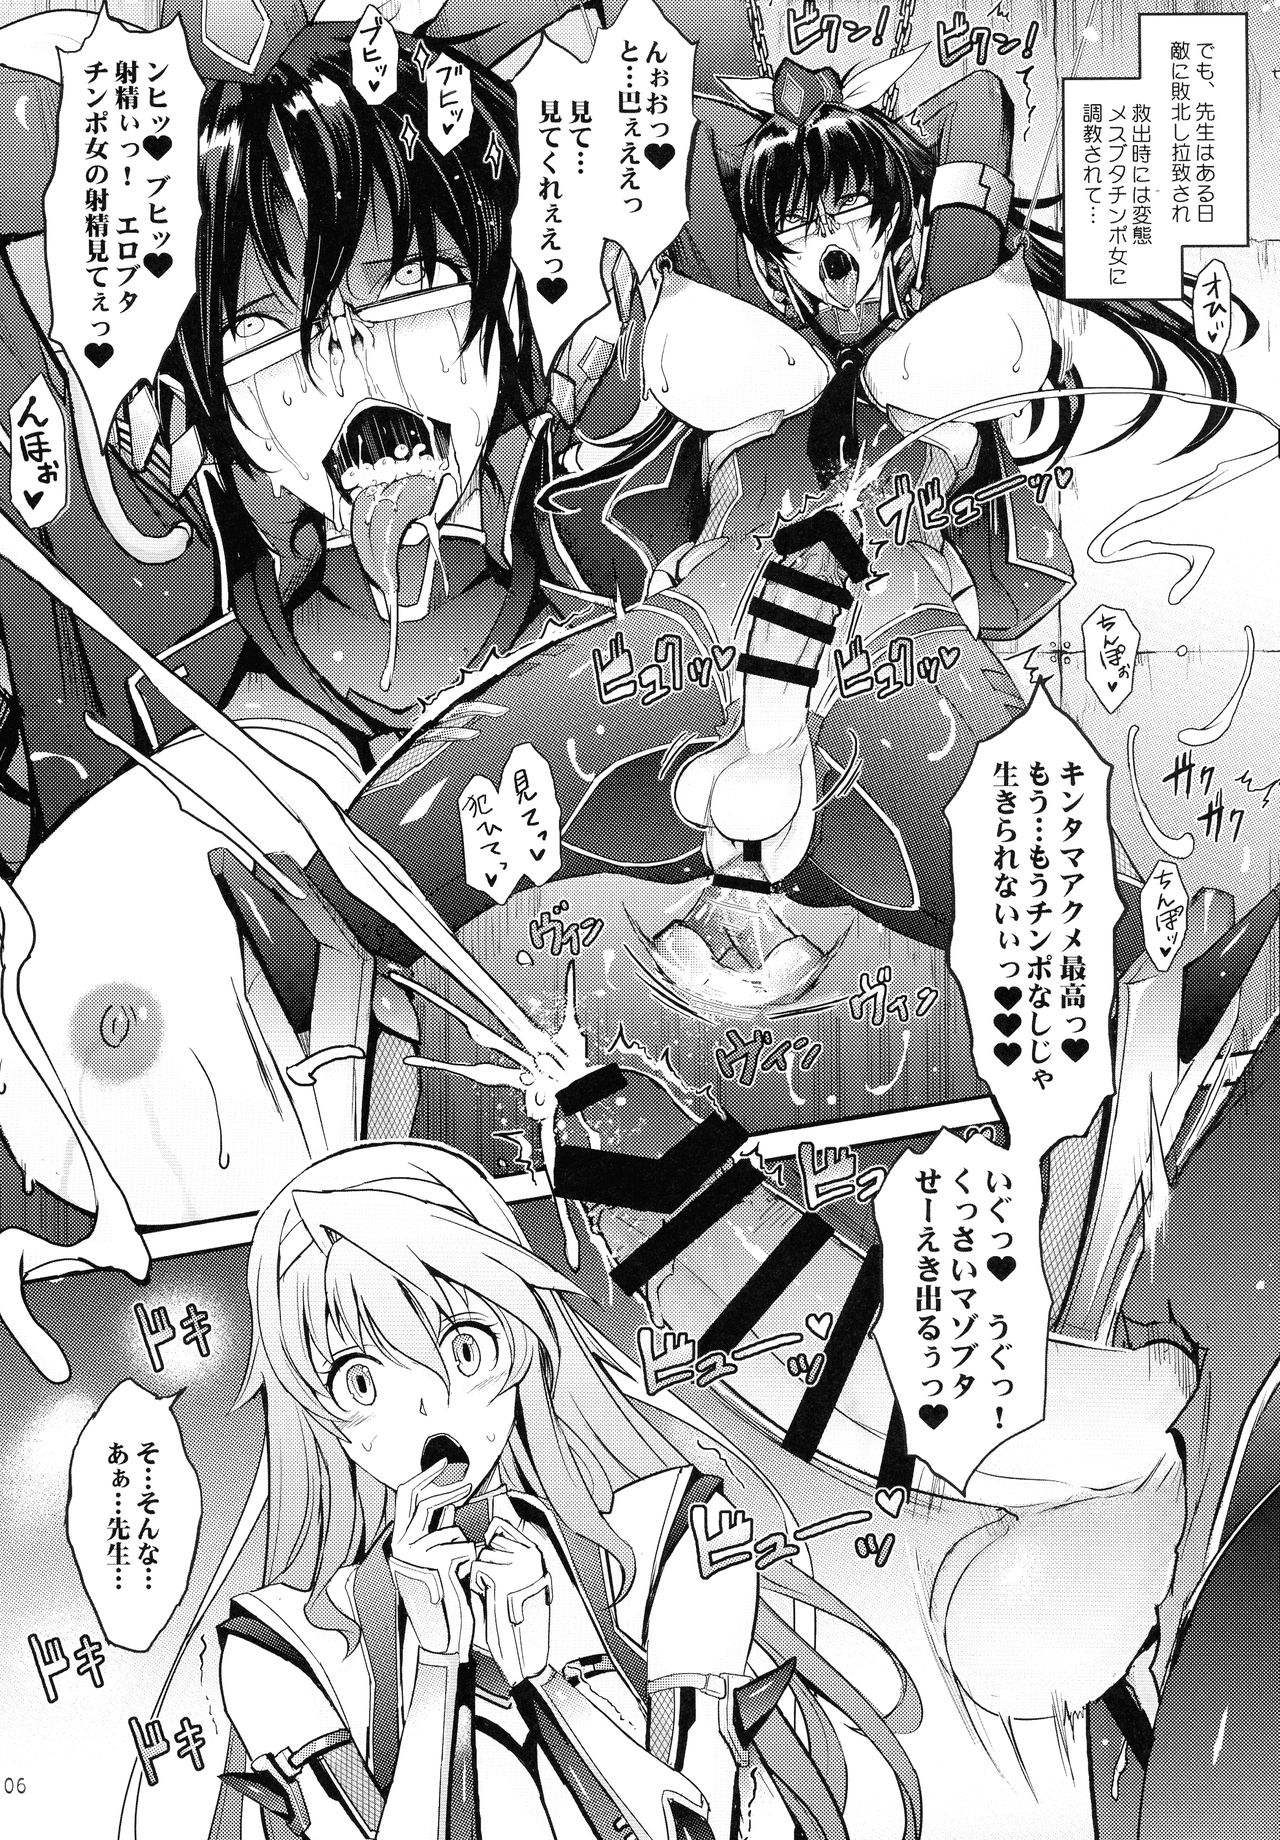 でも、先生はある日
敵に敗北し拉致され
救出時には変態
メスブタチンポ女に
調教されて…
ビクン!
ビクン!
オひぃ♥
んぉおっ♥
と…巴ぇええっ
見て…
見てくれぇえっ♥
ブヒッ
ブヒッ♥
ンヒッ♥ ブヒッ♥
射精ぃっ! エロブタ
チンポ女の射精見てぇっ♥
んほぉ♥
ブビューーッ♥
ビュクッ♥
ビュクッ♥
ちんぽぉ♥
ちんぽッ♥
ガクガク
見てっ♥
犯ひてっ♥
キンタマアクメ最高っ♥
もう…もうチンポなしじゃ
生きられないぃっ♥♥♥
ヴィン
ヴィン
ヴィン
いぐっ♥ うぐっ!
くっさいマゾブタ
せーえき出るぅっ♥
ビューー♥
ビューー♥
ドキ
ドキ
ドキ
そ…そんな…
あぁ…先生…
06